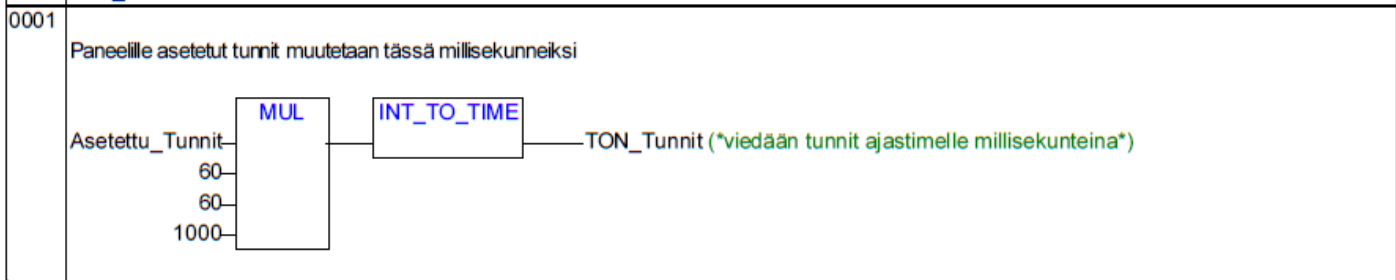 0001
Paneelille asetetut tunnit muutetaan tässä millisekunneiksi
MUL
INT_TO_TIME
Asetettu_Tunnit
TON_Tunnit (*viedään tunnit ajastimelle millisekunteina*)
60
60
1000